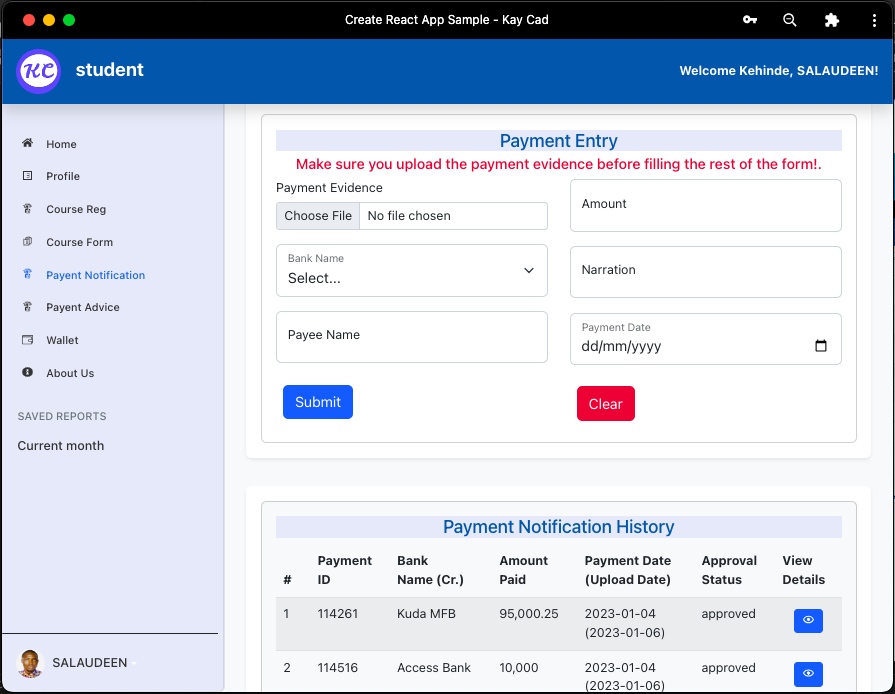 Create React App Sample - Kay Cad
KC
student
Welcome Kehinde, SALAUDEEN!
Home
Profile
Course Reg
Course Form
Payent Notification
Payent Advice
Wallet
About Us
SAVED REPORTS
Current month
SALAUDEEN
Payment Entry
Make sure you upload the payment evidence before filling the rest of the form!.
Payment Evidence
Choose File No file chosen
Amount
Bank Name
Select...
Narration
Payee Name
Payment Date
dd/mm/yyyy
Submit
Clear
Payment Notification History
# Payment ID Bank Name (Cr.) Amount Paid Payment Date (Upload Date) Approval Status View Details
1 114261 Kuda MFB 95,000.25 2023-01-04 (2023-01-06) approved
2 114516 Access Bank 10,000 2023-01-04 (2023-01-06) approved